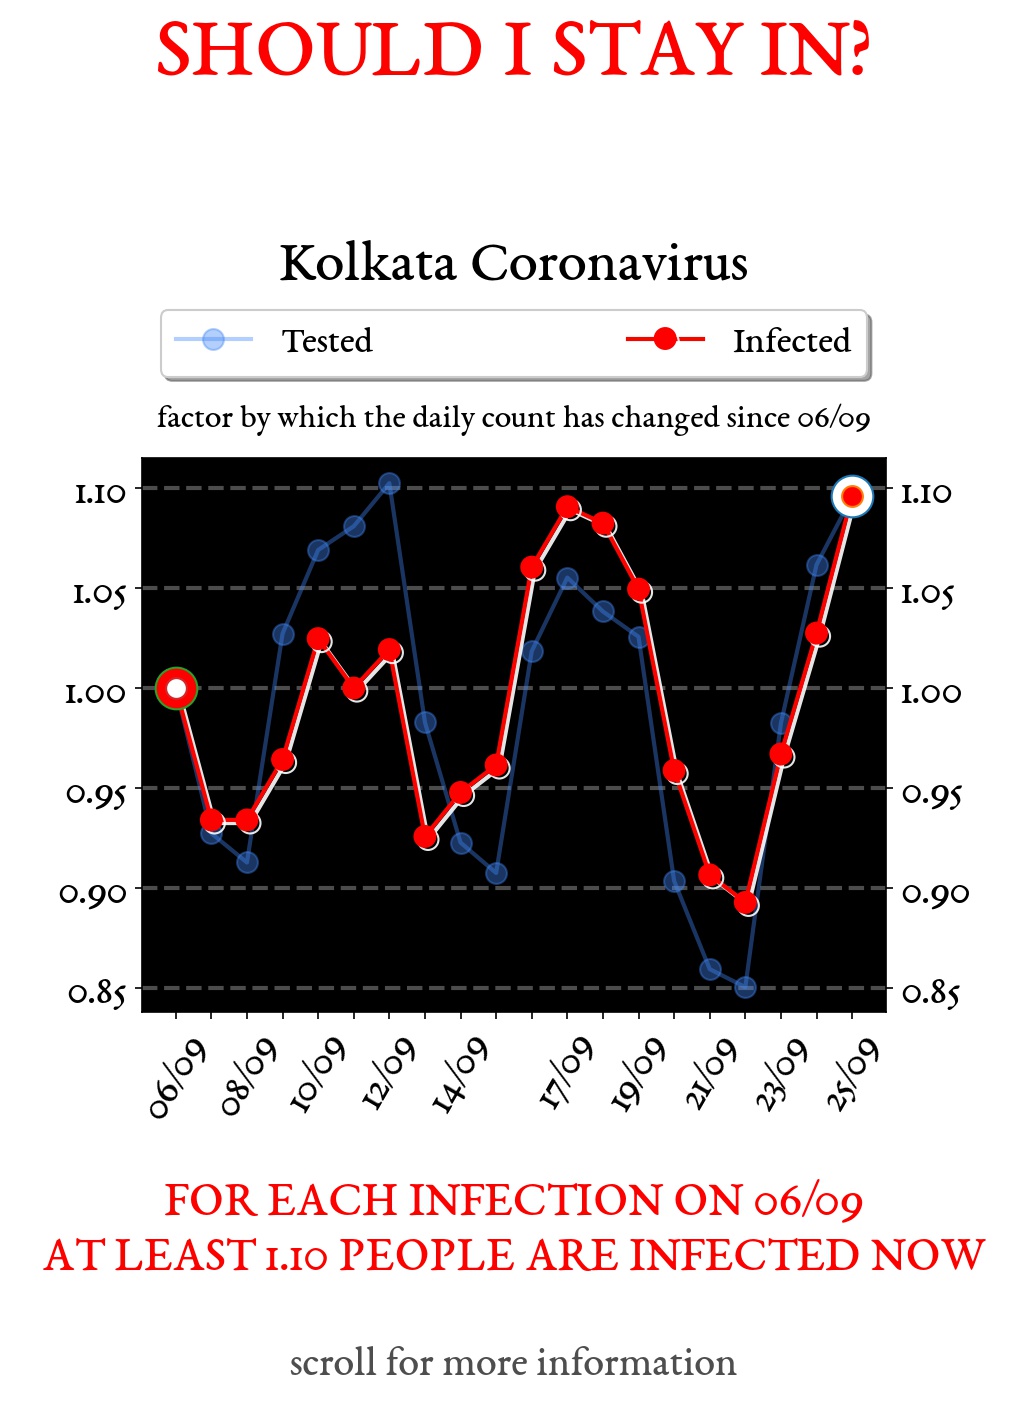 SHOULD I STAY IN?
Kolkata Coronavirus
Tested Infected
factor by which the daily count has changed since 06/09
1.10 1.10
1.05 1.05
1.00 1.00
0.95 0.95
0.90 0.90
0.85 0.85
06/09 08/09 10/09 12/09 14/09 17/09 19/09 21/09 23/09 25/09
FOR EACH INFECTION ON 06/09
AT LEAST 1.10 PEOPLE ARE INFECTED NOW
scroll for more information